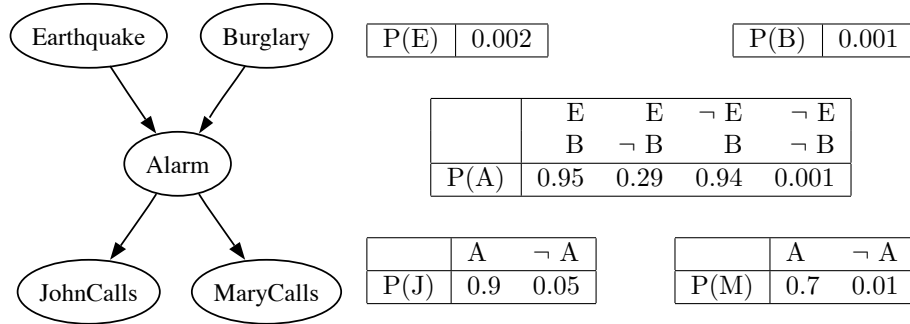 Earthquake Burglary P(E) 0.002 P(B) 0.001
E E ¬ E ¬ E
B ¬ B B ¬ B
Alarm P(A) 0.95 0.29 0.94 0.001
A ¬ A A ¬ A
JohnCalls MaryCalls P(J) 0.9 0.05 P(M) 0.7 0.01